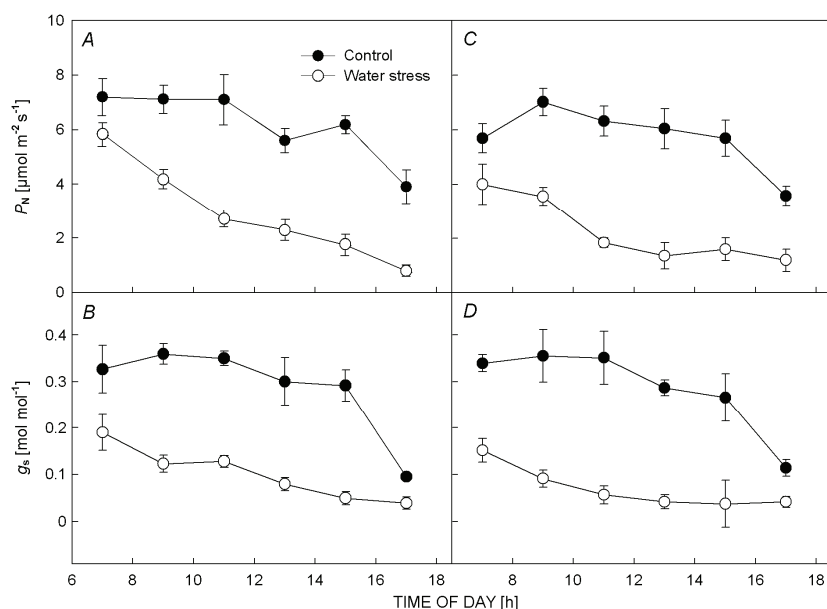 10
A
C
Control
Water stress
8
6
4
2
0
P_N [µmol m⁻² s⁻¹]
B
D
0.4
0.3
0.2
0.1
0
g_s [mol mol⁻¹]
6 8 10 12 14 16 18 8 10 12 14 16 18
TIME OF DAY [h]